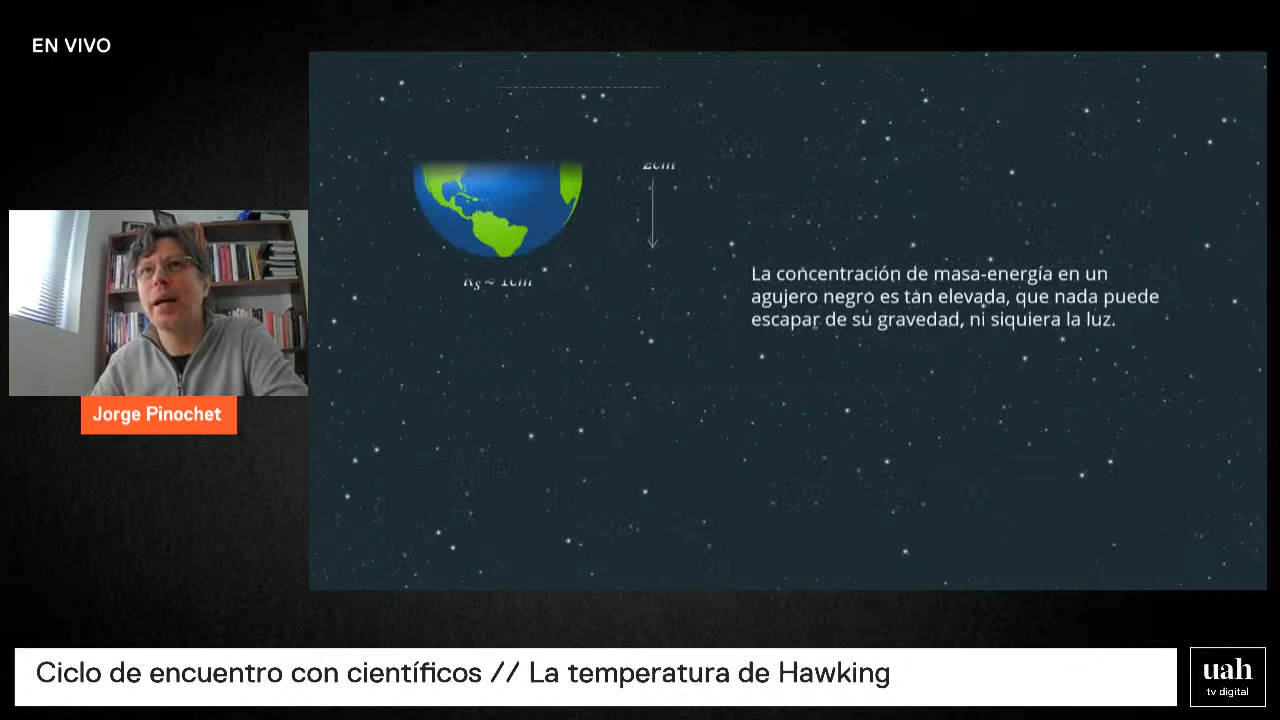 EN VIVO
2cm
La concentración de masa-energía en un
agujero negro es tan elevada, que nada puede
escapar de su gravedad, ni siquiera la luz.
Jorge Pinochet
Ciclo de encuentro con científicos // La temperatura de Hawking
uah
tv digital